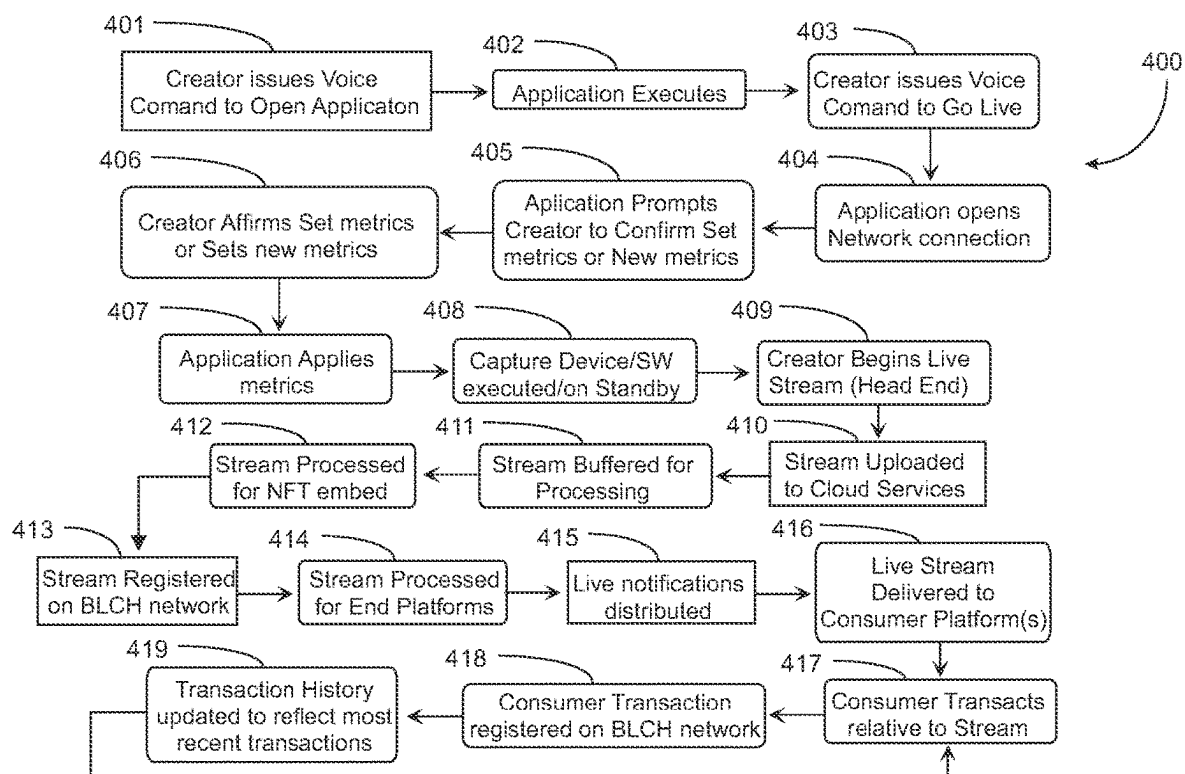 401
Creator issues Voice
Comand to Open Applicaton
402
Application Executes
403
Creator issues Voice
Comand to Go Live
400
404
Application opens
Network connection
405
Aplication Prompts
Creator to Confirm Set
metrics or New metrics
406
Creator Affirms Set metrics
or Sets new metrics
407
Application Applies
metrics
408
Capture Device/SW
executed/on Standby
409
Creator Begins Live
Stream (Head End)
410
Stream Uploaded
to Cloud Services
411
Stream Buffered for
Processing
412
Stream Processed
for NFT embed
413
Stream Registered
on BLCH network
414
Stream Processed
for End Platforms
415
Live notifications
distributed
416
Live Stream
Delivered to
Consumer Platform(s)
417
Consumer Transacts
relative to Stream
418
Consumer Transaction
registered on BLCH network
419
Transaction History
updated to reflect most
recent transactions